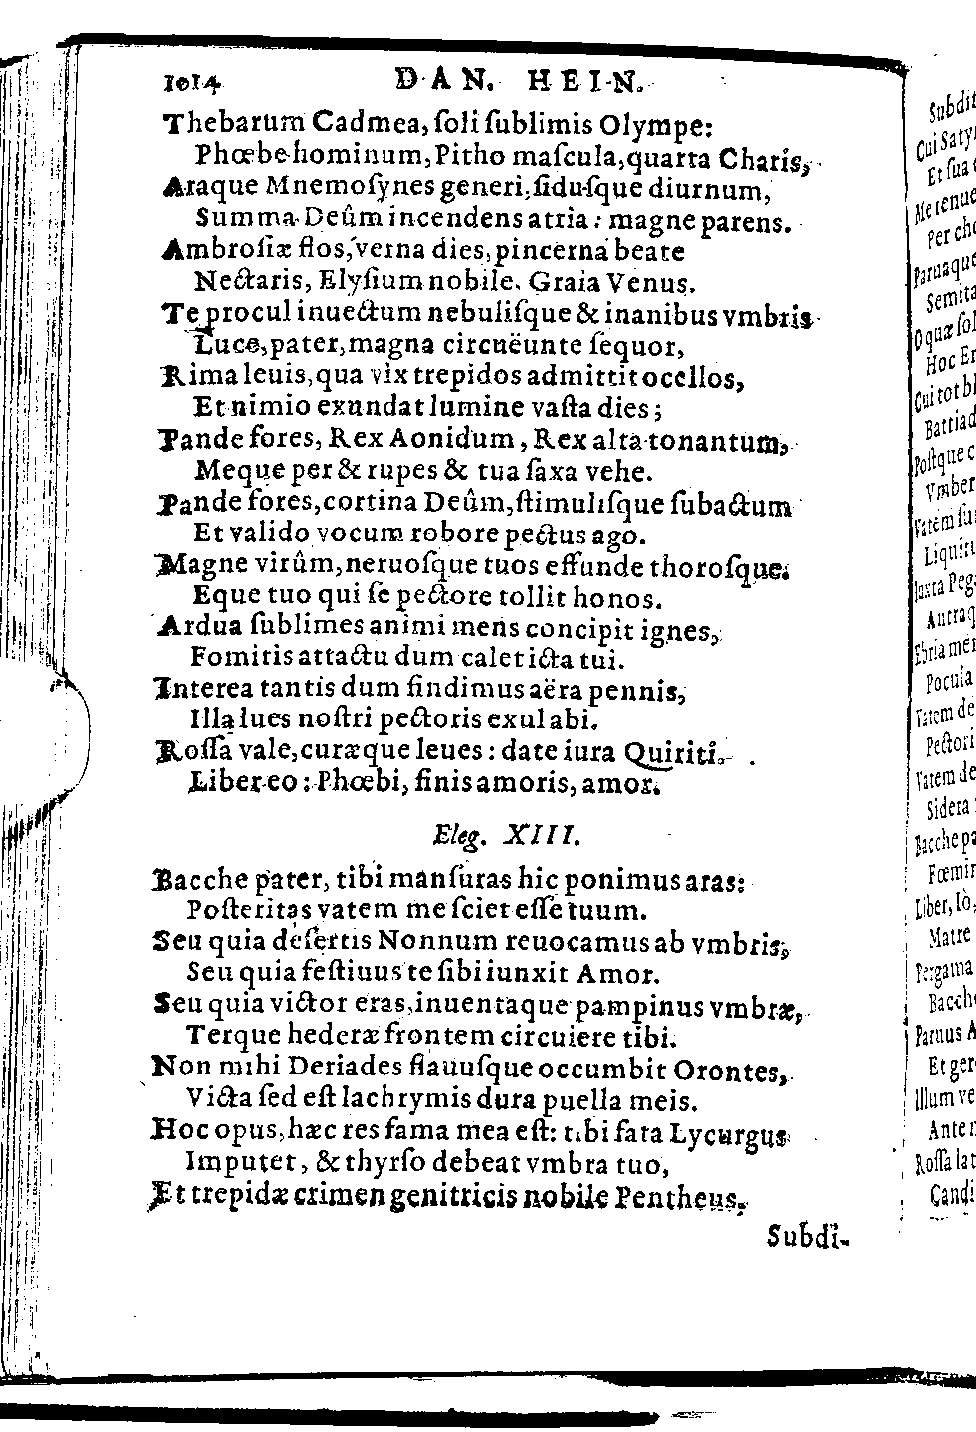 1014 DAN. HEIN.
Thebarum Cadmea, ſoli ſublimis Olympe:
Phœbe hominum, Pitho maſcula, quarta Charis,
Araque Mnemoſynes generi, ſiduſque diurnum,
Summa Deûm incendens atria: magne parens.
Ambroſiæ flos, verna dies, pincerna beate
Nectaris, Elyſium nobile, Graia Venus.
Te procul inuectum nebuliſque & inanibus vmbris
Luce, pater, magna circuëunte ſequor,
Rima leuis, qua vix trepidos admittit ocellos,
Et nimio exundat lumine vaſta dies;
Pande fores, Rex Aonidum, Rex alta tonantum,
Meque per & rupes & tua ſaxa vehe.
Pande fores, cortina Deûm, ſtimuliſque ſubactum
Et valido vocum robore pectus ago.
Magne virûm, neruoſque tuos effunde thoroſque.
Eque tuo qui ſe pectore tollit honos.
Ardua ſublimes animi mens concipit ignes,
Fomitis attactu dum calet icta tui.
Interea tantis dum findimus aëra pennis,
Illa lues noſtri pectoris exul abi.
Roſſa vale, curæque leues: date iura Quiriti.
Liber eo: Phœbi, finis amoris, amor.
Eleg. XIII.
Bacche pater, tibi manſuras hic ponimus aras:
Poſteritas vatem me ſciet eſſe tuum.
Seu quia deſertis Nonnum reuocamus ab vmbris,
Seu quia feſtiuus te ſibi iunxit Amor.
Seu quia victor eras, inuentaque pampinus vmbræ,
Terque hederæ frontem circuiere tibi.
Non mihi Deriades flauuſque occumbit Orontes,
Victa ſed eſt lachrymis dura puella meis.
Hoc opus, hæc res fama mea eſt: tibi fata Lycurgus
Imputet, & thyrſo debeat vmbra tuo,
Et trepidæ crimen genitricis nobile Pentheus.
Subdi-
Subdit
Cui Saty
Et ſua
Me tenue
Per cho
Paruaque
Semita
O quæ ſol
Hoc Er
Cui tot bl
Battiad
Poſtque c
Vmber
Vatem ſu
Liquit
Iuxta Pega
Antraq
Ebria mer
Pocula
Vatem de
Pectori
Vatem de
Sidera
Bacche pa
Fœmin
Liber, Iò,
Matre
Pergama
Bacch
Paruus A
Et ger
Illum ve
Anter
Roſſa lat
Candi